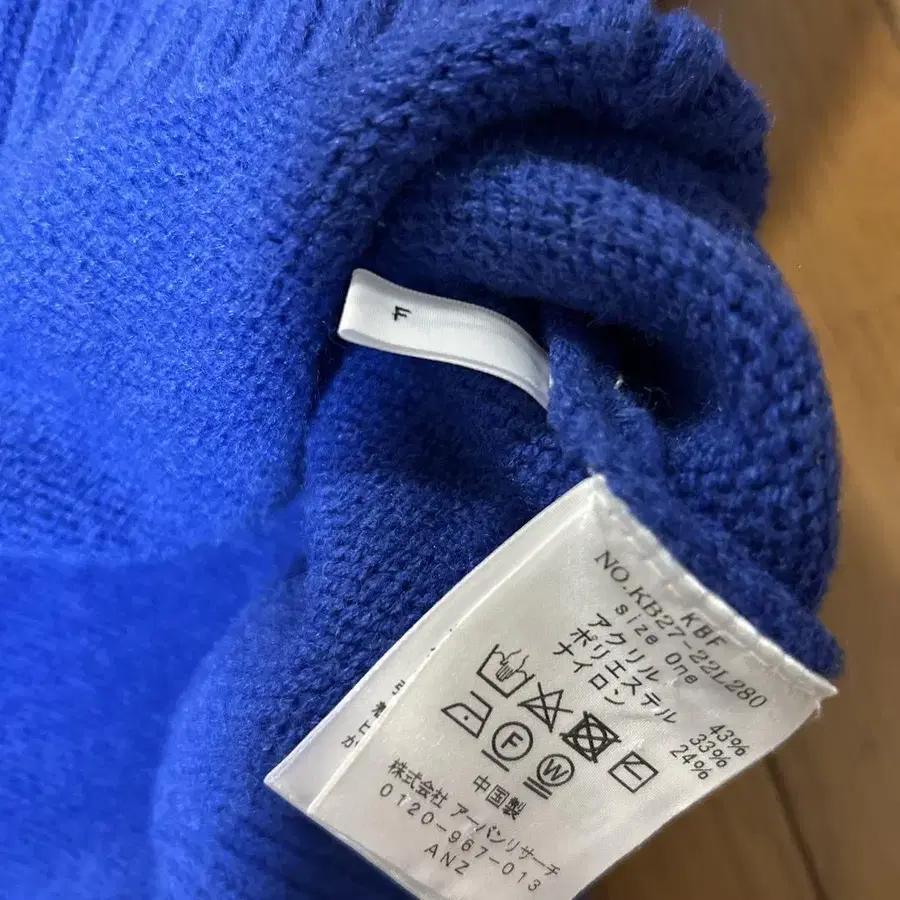 F
KBF
NO.KB27-22L280
size One
アクリル 43%
ポリエステル 33%
ナイロン 24%
F
W
中国製
株式会社 アーバンリサーチ
0120-967-013
ANZ